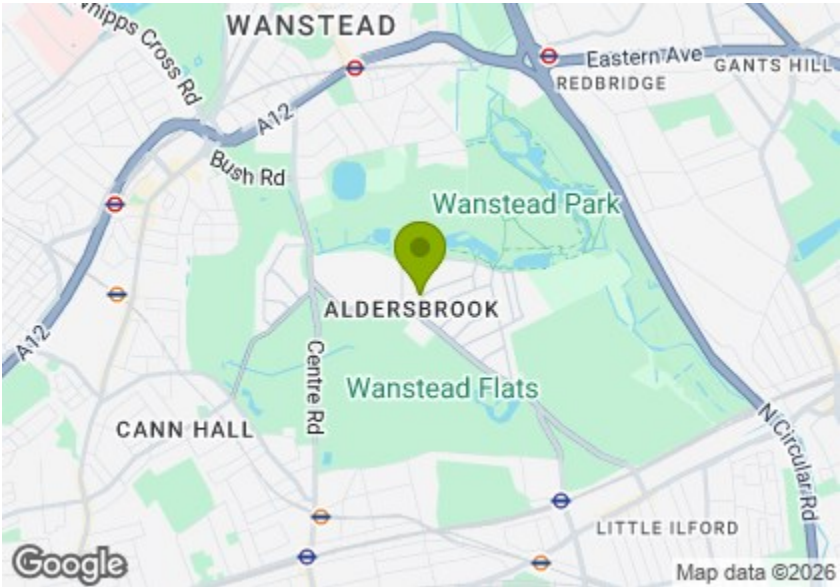 Whipps Cross Rd
WANSTEAD
Eastern Ave
GANTS HILL
REDBRIDGE
A12
Bush Rd
Wanstead Park
ALDERSBROOK
A12
Centre Rd
Wanstead Flats
CANN HALL
N Circular Rd
LITTLE ILFORD
Google
Map data ©2026